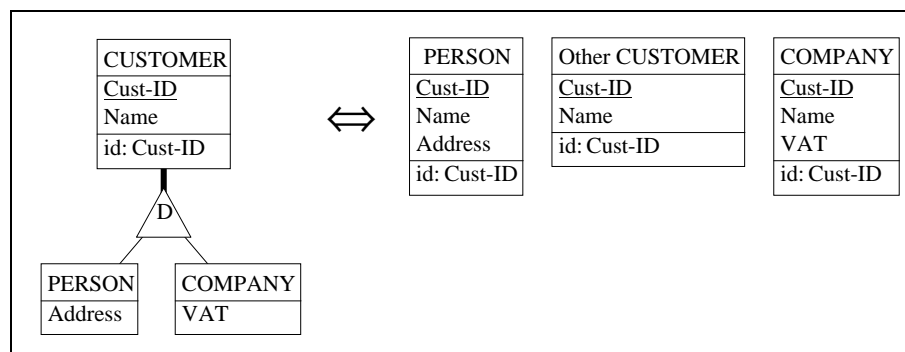 CUSTOMER
Cust-ID
Name
id: Cust-ID
D
PERSON
Address
COMPANY
VAT
PERSON
Cust-ID
Name
Address
id: Cust-ID
Other CUSTOMER
Cust-ID
Name
id: Cust-ID
COMPANY
Cust-ID
Name
VAT
id: Cust-ID